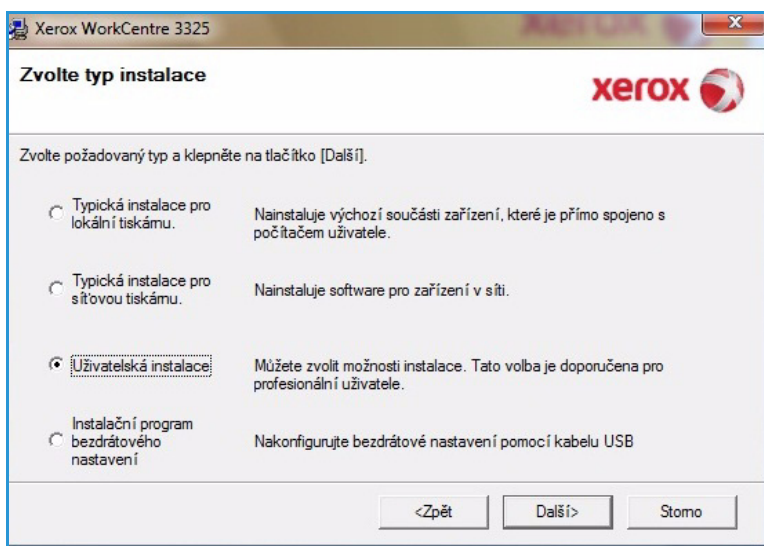 Xerox WorkCentre 3325
Zvolte typ instalace
xerox
Zvolte požadovaný typ a klepněte na tlačítko [Další].
Typická instalace pro
lokální tiskárnu.
Nainstaluje výchozí součásti zařízení, které je přímo spojeno s
počítačem uživatele.
Typická instalace pro
síťovou tiskárnu.
Nainstaluje software pro zařízení v síti.
Uživatelská instalace
Můžete zvolit možnosti instalace. Tato volba je doporučena pro
profesionální uživatele.
Instalační program
bezdrátového
nastavení
Nakonfigurujte bezdrátové nastavení pomocí kabelu USB
<Zpět
Další>
Storno